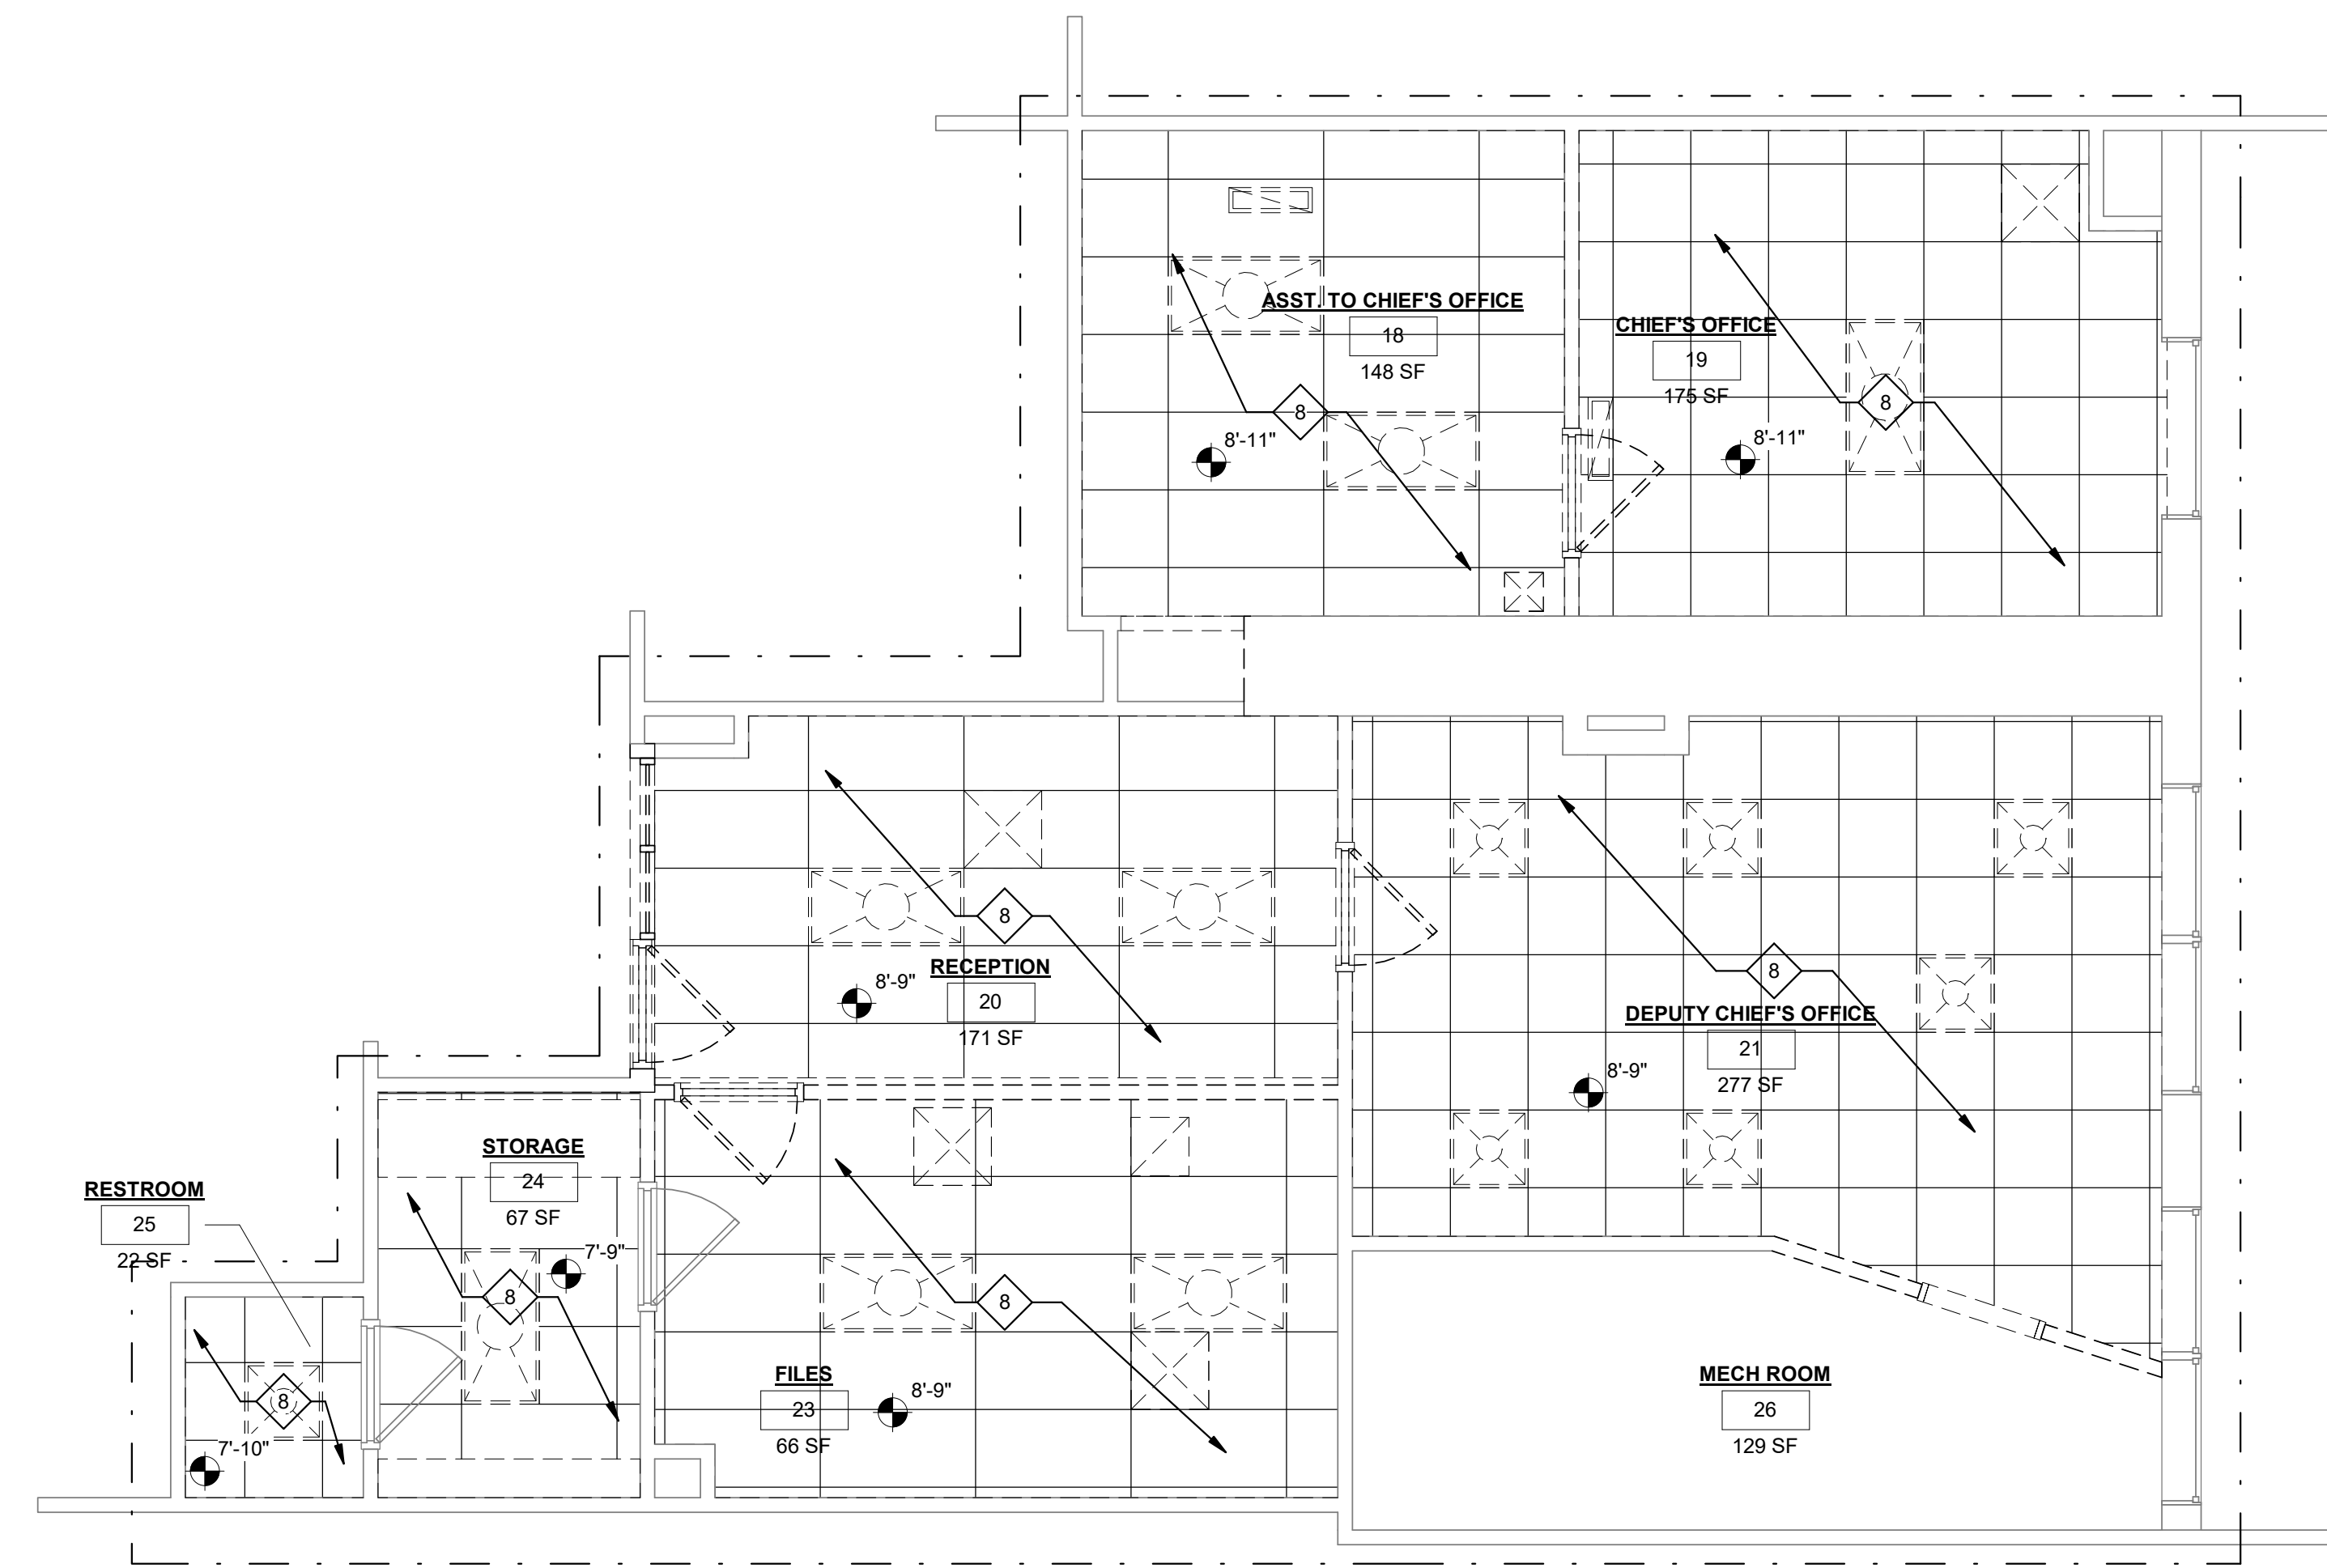 ASST. TO CHIEF'S OFFICE
18
148 SF
8
8'-11"
CHIEF'S OFFICE
19
175 SF
8
8'-11"
8
RECEPTION
20
171 SF
8'-9"
8
DEPUTY CHIEF'S OFFICE
21
277 SF
8'-9"
STORAGE
24
67 SF
7'-9"
8
RESTROOM
25
22 SF
8
7'-10"
8
FILES
23
66 SF
8'-9"
MECH ROOM
26
129 SF